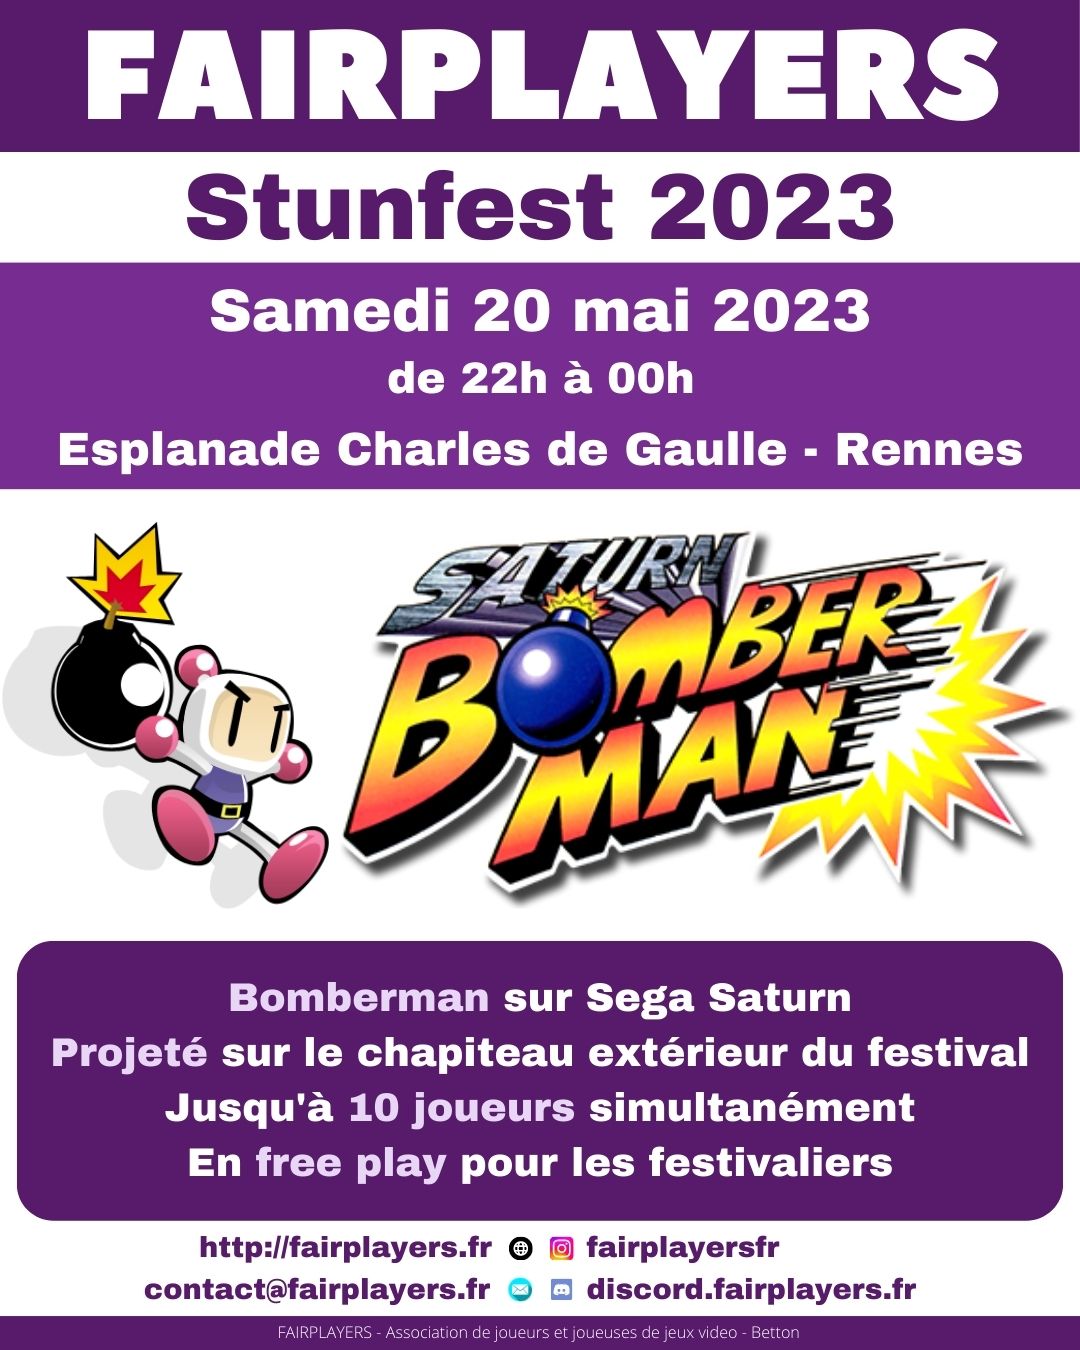 FAIRPLAYERS
Stunfest 2023
Samedi 20 mai 2023
de 22h à 00h
Esplanade Charles de Gaulle - Rennes
SATURN
BOMBER
MAN
Bomberman sur Sega Saturn
Projeté sur le chapiteau extérieur du festival
Jusqu'à 10 joueurs simultanément
En free play pour les festivaliers
http://fairplayers.fr fairplayersfr
contact@fairplayers.fr discord.fairplayers.fr
FAIRPLAYERS - Association de joueurs et joueuses de jeux video - Betton